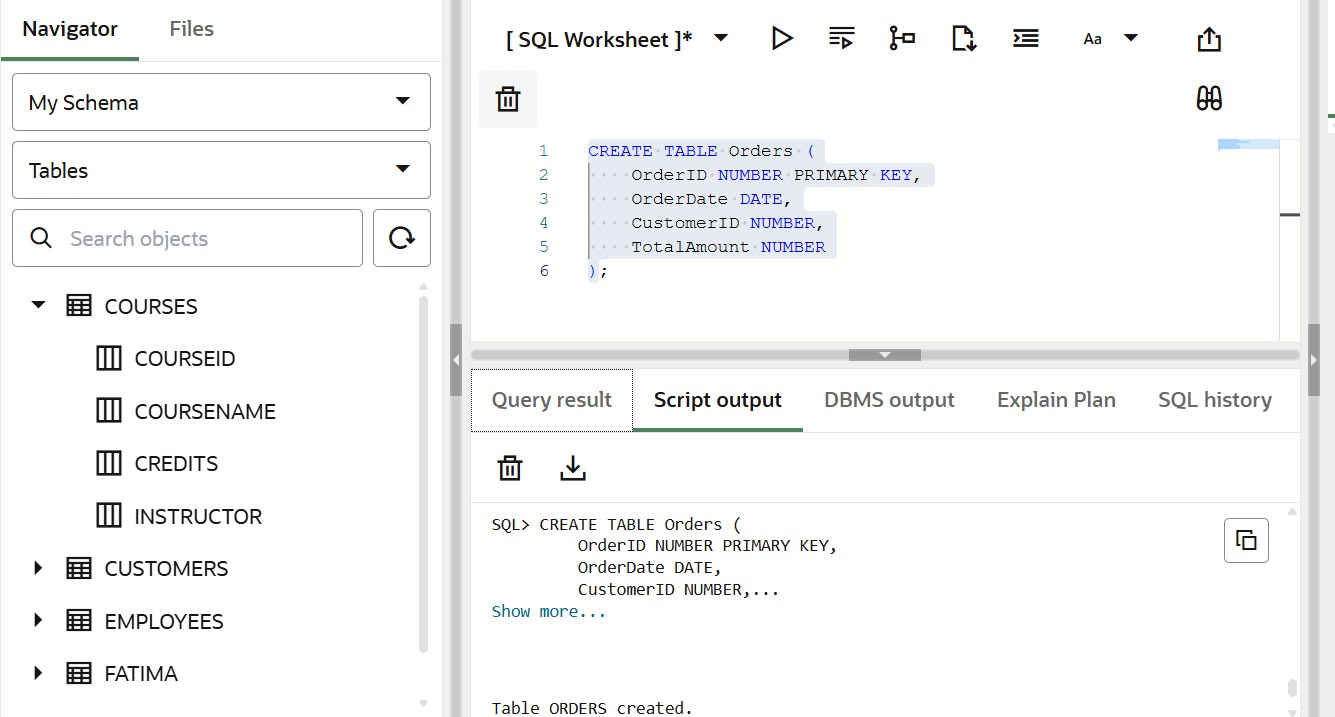 Navigator Files
My Schema
Tables
Search objects
COURSES
COURSEID
COURSENAME
CREDITS
INSTRUCTOR
CUSTOMERS
EMPLOYEES
FATIMA
[ SQL Worksheet ]* Aa
1 CREATE TABLE Orders (
2 OrderID NUMBER PRIMARY KEY,
3 OrderDate DATE,
4 CustomerID NUMBER,
5 TotalAmount NUMBER
6 );
Query result Script output DBMS output Explain Plan SQL history
SQL> CREATE TABLE Orders (
OrderID NUMBER PRIMARY KEY,
OrderDate DATE,
CustomerID NUMBER,...
Show more...
Table ORDERS created.